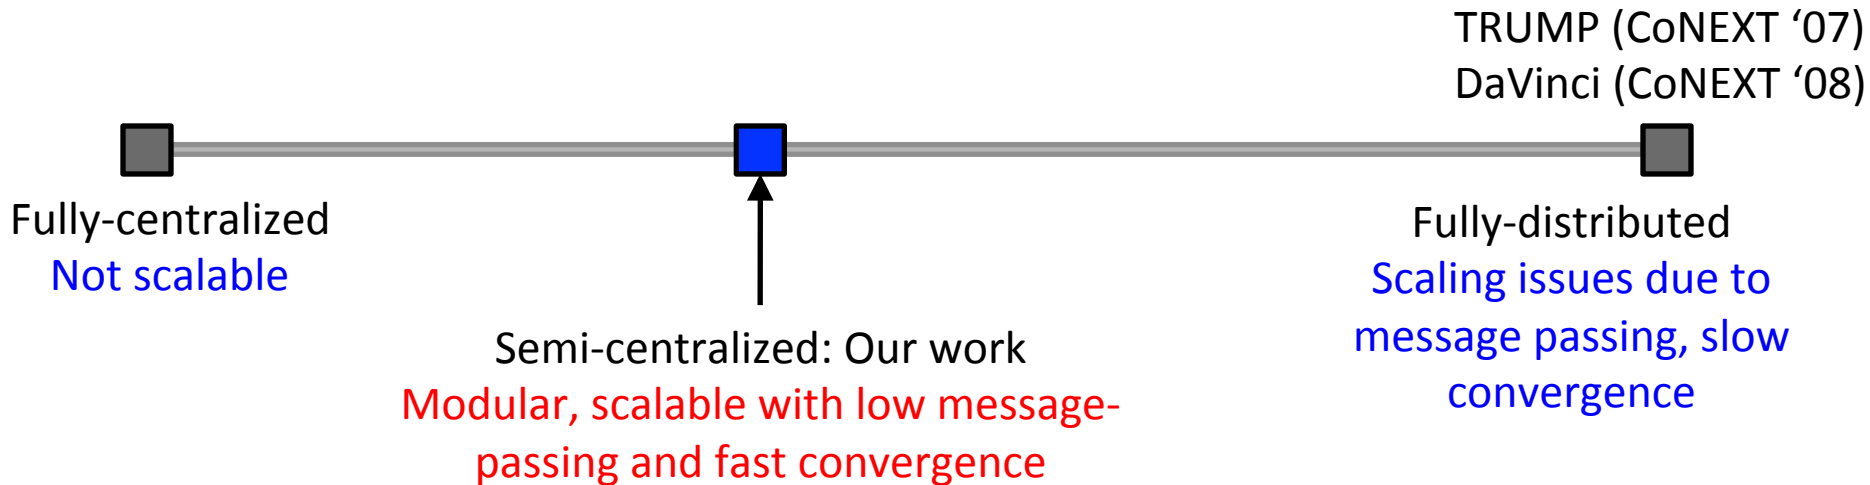 TRUMP (CoNEXT ‘07)
DaVinci (CoNEXT ‘08)
Fully-centralized
Not scalable
Semi-centralized: Our work
Modular, scalable with low message-
passing and fast convergence
Fully-distributed
Scaling issues due to
message passing, slow
convergence